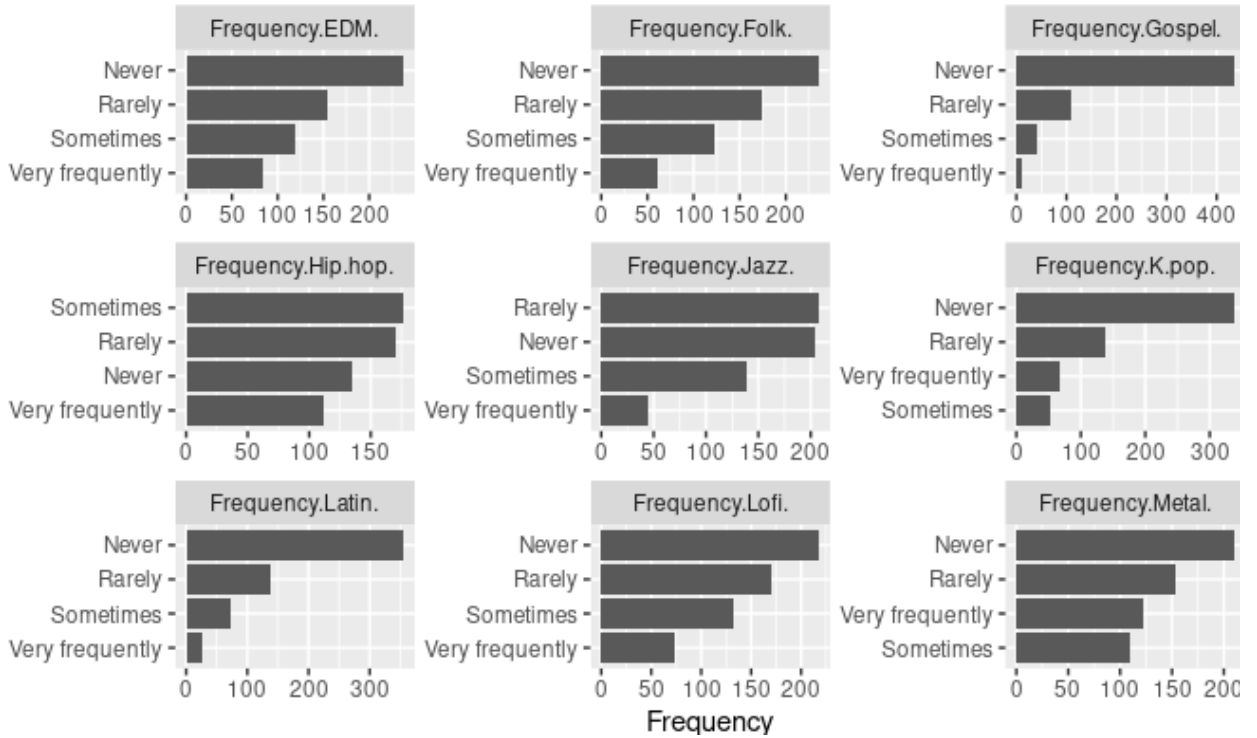 Frequency.EDM. Frequency.Folk. Frequency.Gospel.
Never Never Never
Rarely Rarely Rarely
Sometimes Sometimes Sometimes
Very frequently Very frequently Very frequently
0 50 100 150 200 0 50 100 150 200 0 100 200 300 400
Frequency.Hip.hop. Frequency.Jazz. Frequency.K.pop.
Sometimes Rarely Never
Rarely Never Rarely
Never Sometimes Very frequently
Very frequently Very frequently Sometimes
0 50 100 150 0 50 100 150 200 0 100 200 300
Frequency.Latin. Frequency.Lofi. Frequency.Metal.
Never Never Never
Rarely Rarely Rarely
Sometimes Sometimes Very frequently
Very frequently Very frequently Sometimes
0 100 200 300 0 50 100 150 200 0 50 100 150 200
Frequency